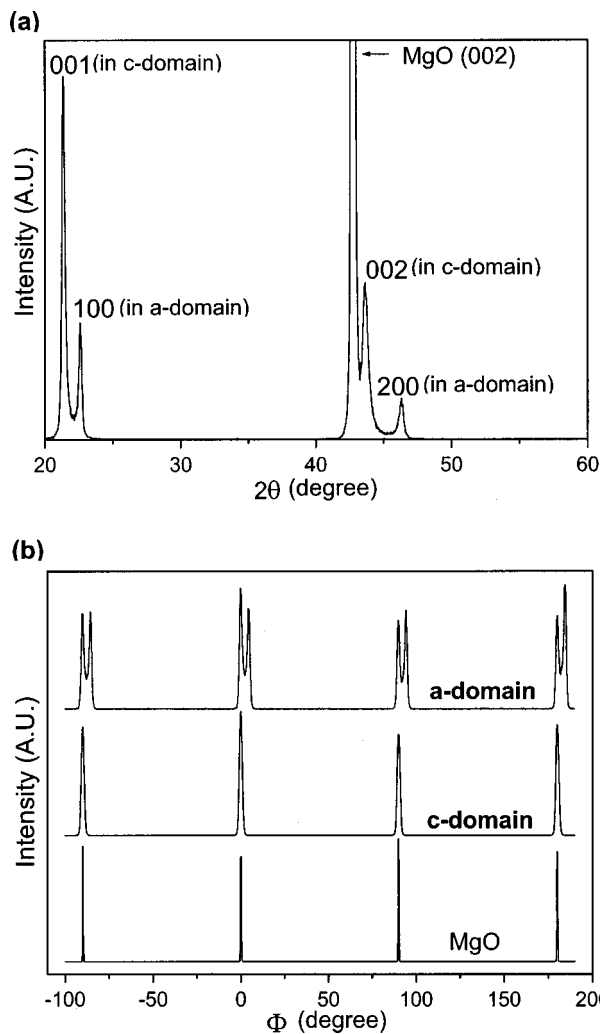 (a)
001 (in c-domain)
MgO (002)
100 (in a-domain)
002 (in c-domain)
200 (in a-domain)
Intensity (A.U.)
20 30 40 50 60
2θ (degree)
(b)
a-domain
c-domain
MgO
Intensity (A.U.)
-100 -50 0 50 100 150 200
Φ (degree)